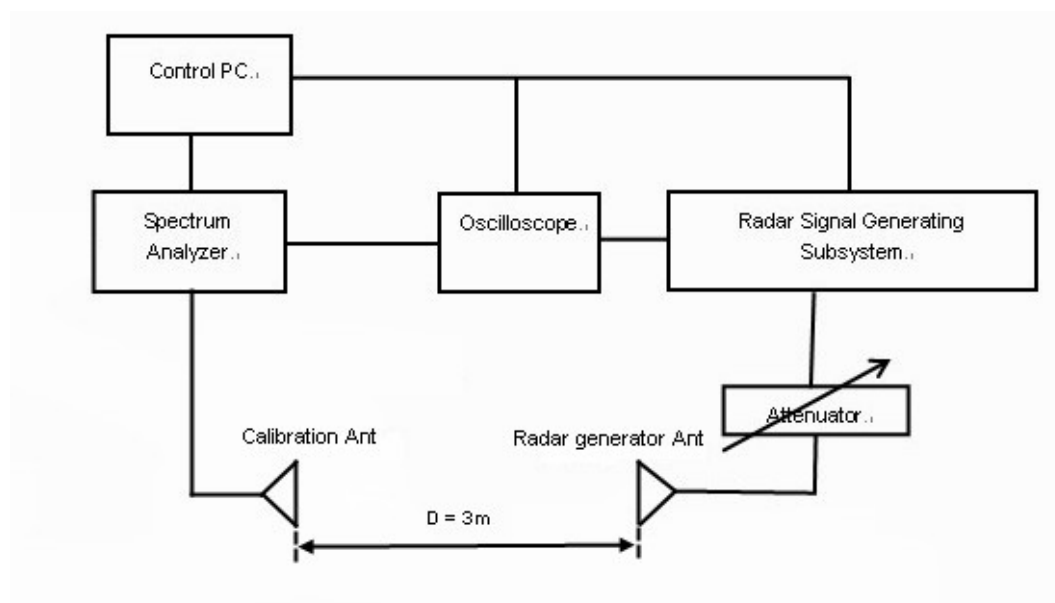 Control PC.
Spectrum
Analyzer.
Oscilloscope.
Radar Signal Generating
Subsystem.
Attenuator.
Calibration Ant
Radar generator Ant
D = 3m